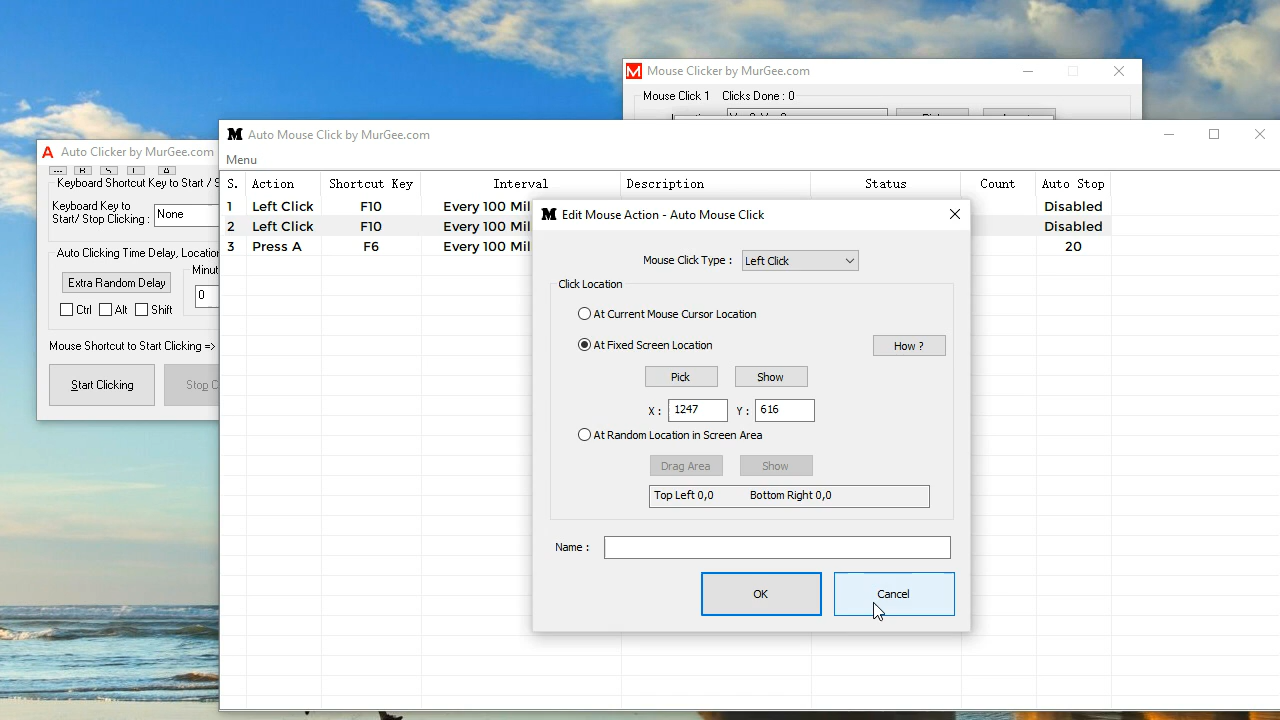 Mouse Clicker by MurGee.com
Mouse Click 1 Clicks Done : 0
Auto Mouse Click by MurGee.com
Menu
Auto Clicker by MurGee.com
Keyboard Shortcut Key to Start / S
Keyboard Key to
Start/ Stop Clicking :
None
Auto Clicking Time Delay, Location
Extra Random Delay
Minut
0
Ctrl Alt Shift
Mouse Shortcut to Start Clicking =>
Start Clicking
Stop C
S. Action Shortcut Key Interval Description Status Count Auto Stop
1 Left Click F10 Every 100 Mil Disabled
2 Left Click F10 Every 100 Mil Disabled
3 Press A F6 Every 100 Mil 20
Edit Mouse Action - Auto Mouse Click
Mouse Click Type : Left Click
Click Location
At Current Mouse Cursor Location
At Fixed Screen Location
How ?
Pick Show
X : 1247 Y : 616
At Random Location in Screen Area
Drag Area Show
Top Left 0,0 Bottom Right 0,0
Name :
OK Cancel